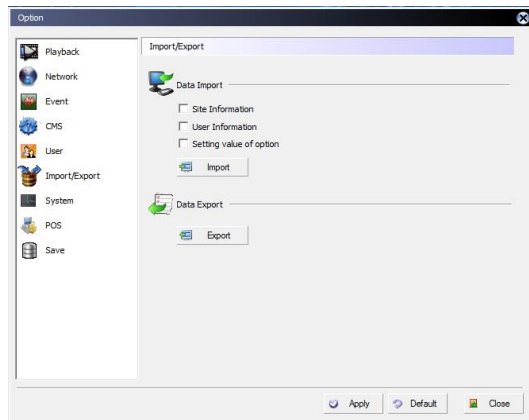 Option
Playback
Network
Event
CMS
User
Import/Export
System
POS
Save
Import/Export
Data Import
Site Information
User Information
Setting value of option
Import
Data Export
Export
Apply
Default
Close